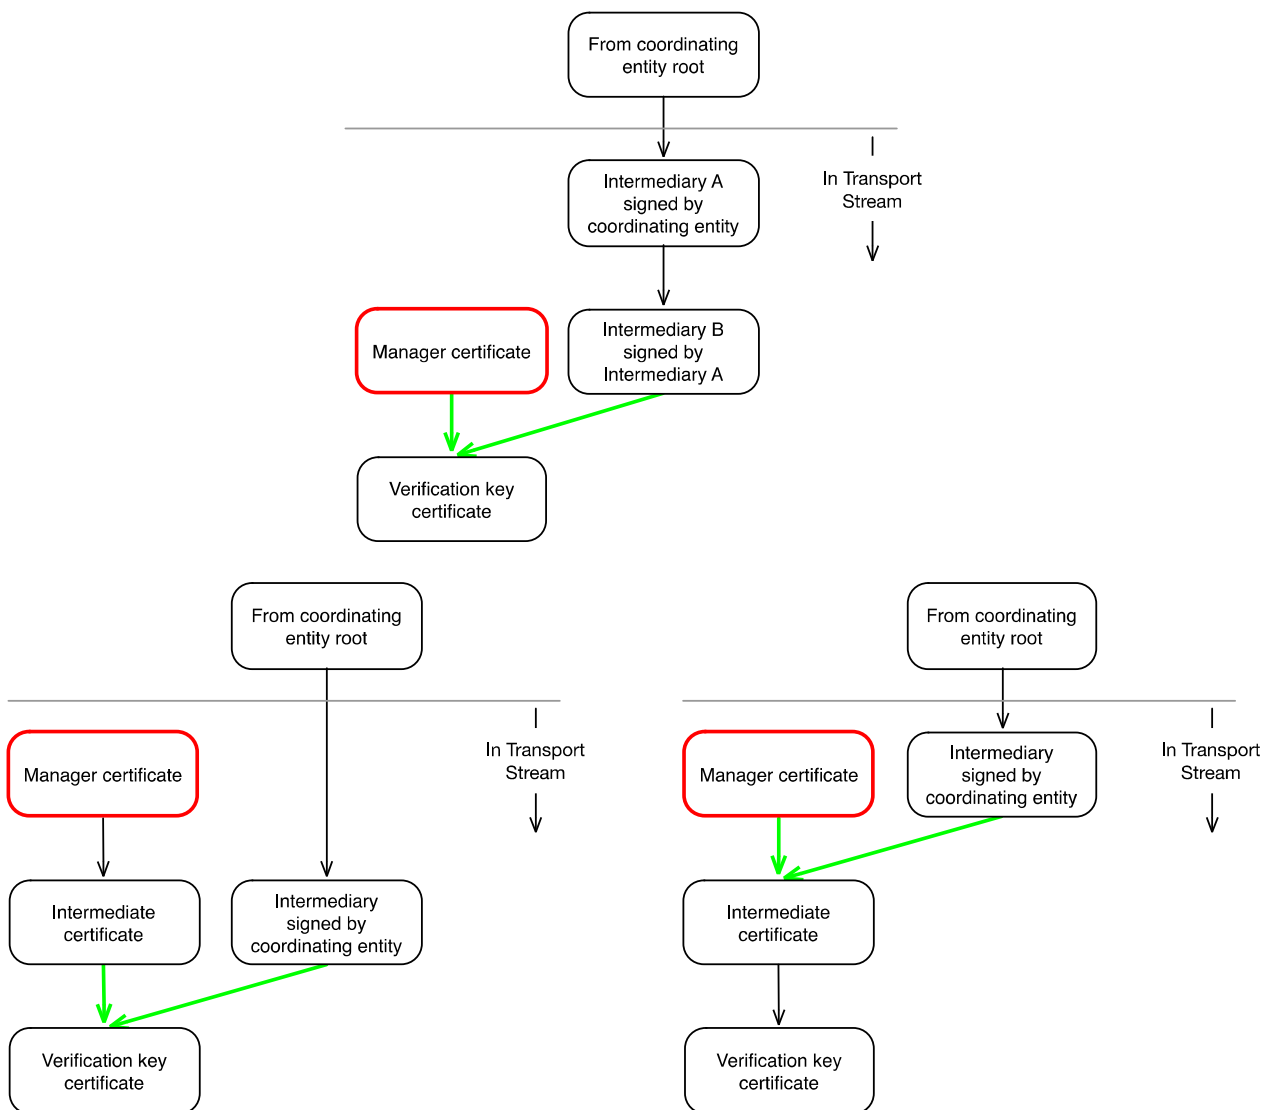 From coordinating
entity root
Intermediary A
signed by
coordinating entity
In Transport
Stream
Manager certificate
Intermediary B
signed by
Intermediary A
Verification key
certificate
From coordinating
entity root
Manager certificate
In Transport
Stream
Intermediate
certificate
Intermediary
signed by
coordinating entity
Verification key
certificate
From coordinating
entity root
Manager certificate
Intermediary
signed by
coordinating entity
In Transport
Stream
Intermediate
certificate
Verification key
certificate